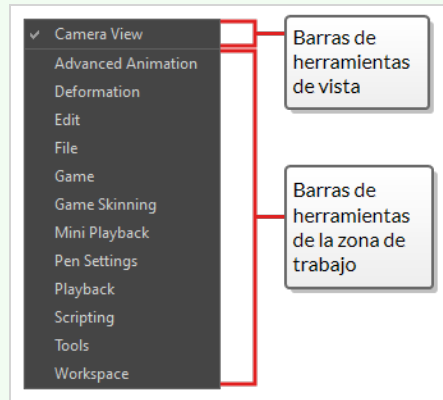 Camera View
Advanced Animation
Deformation
Edit
File
Game
Game Skinning
Mini Playback
Pen Settings
Playback
Scripting
Tools
Workspace
Barras de
herramientas
de vista
Barras de
herramientas
de la zona de
trabajo